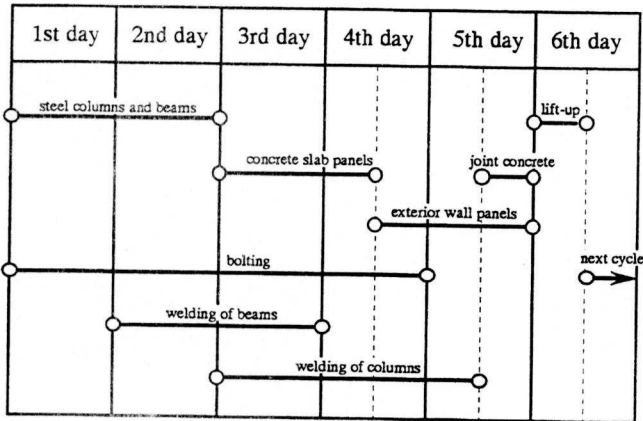 1st day 2nd day 3rd day 4th day 5th day 6th day
steel columns and beams
lift-up
concrete slab panels
joint concrete
exterior wall panels
bolting
next cycle
welding of beams
welding of columns